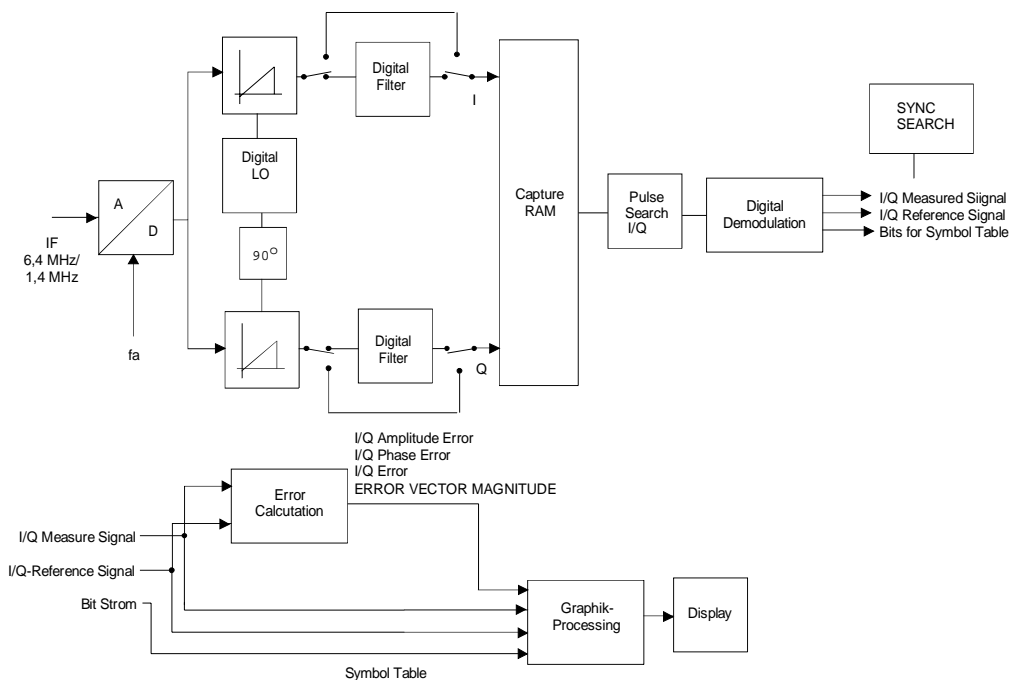 Digital
Filter
I
Digital
LO
A
D
IF
6,4 MHz/
1,4 MHz
fa
90°
Digital
Filter
Q
Capture
RAM
Pulse
Search
I/Q
Digital
Demodulation
SYNC
SEARCH
I/Q Measured Siignal
I/Q Reference Signal
Bits for Symbol Table
I/Q Amplitude Error
I/Q Phase Error
I/Q Error
ERROR VECTOR MAGNITUDE
Error
Calcutation
I/Q Measure Signal
I/Q-Reference Signal
Bit Strom
Symbol Table
Graphik-
Processing
Display